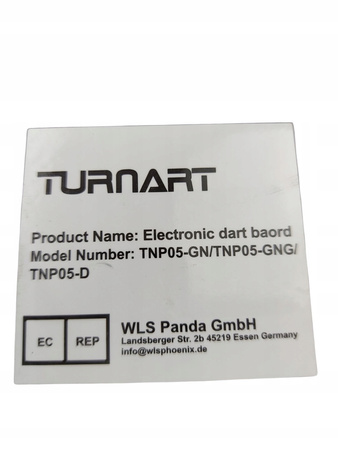 TURNART
Product Name: Electronic dart baord
Model Number: TNP05-GN/TNP05-GNG/
TNP05-D
EC REP
WLS Panda GmbH
Landsberger Str. 2b 45219 Essen Germany
info@wlsphoenix.de